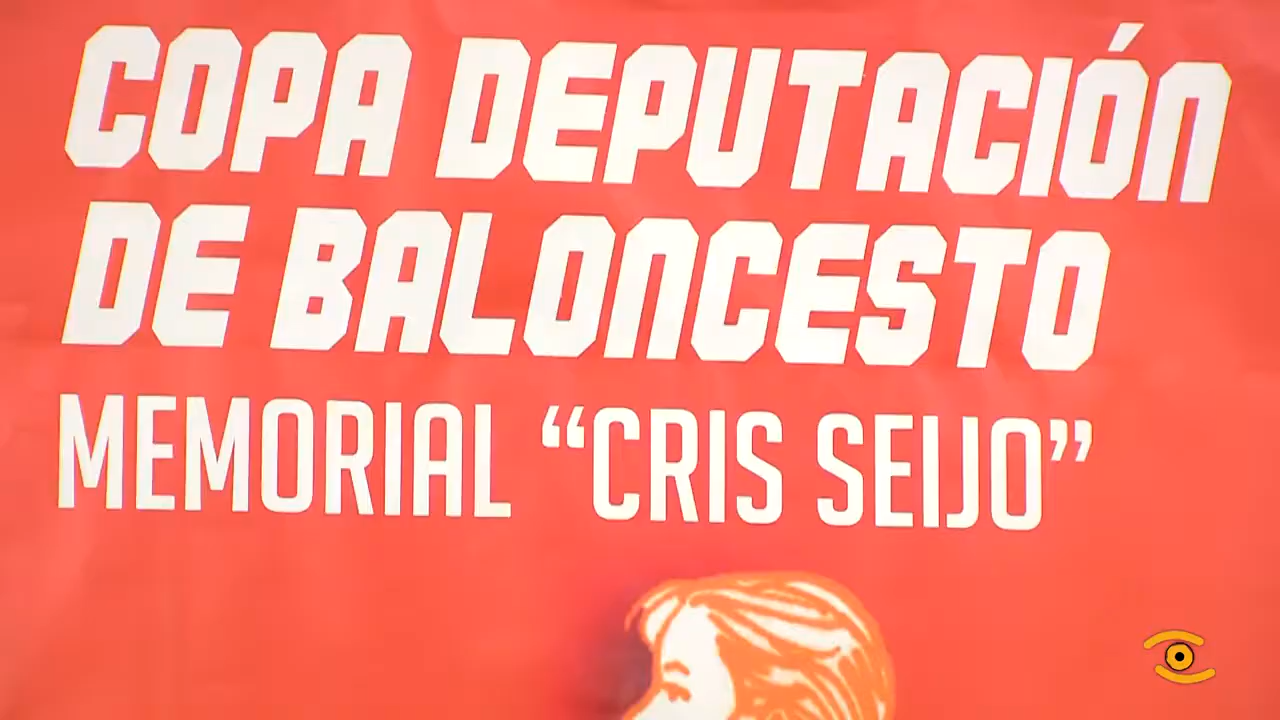 COPA DEPUTACIÓN
DE BALONCESTO
MEMORIAL “CRIS SEIJO”